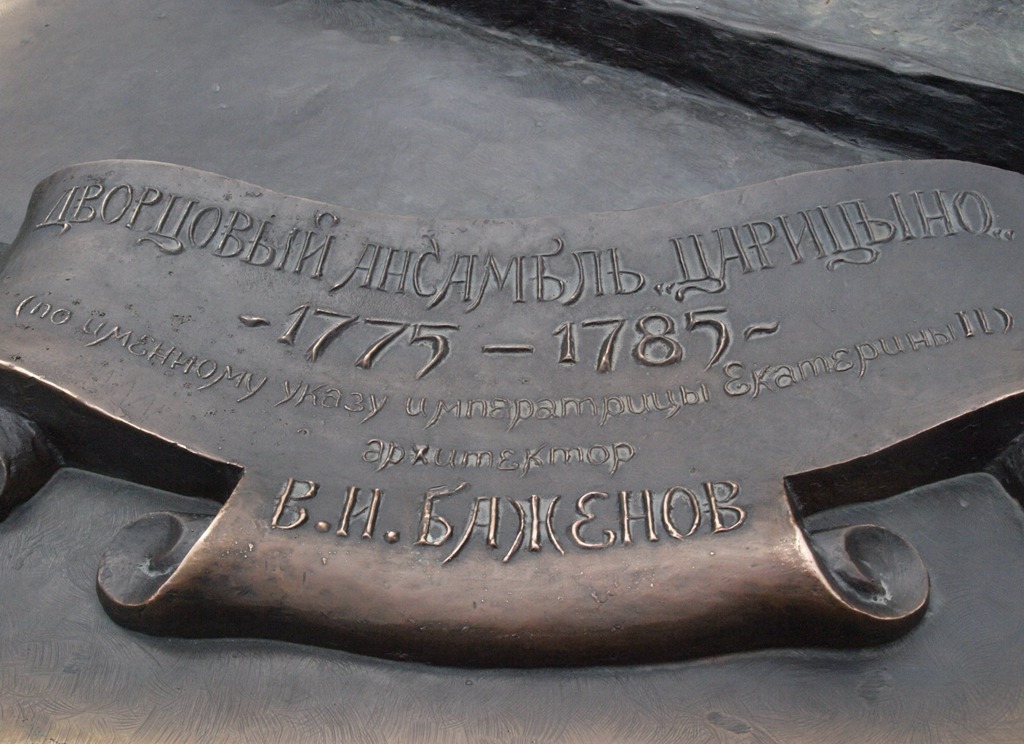 ДВОРЦОВЫЙ АНСАМБЛЬ „ЦАРИЦЫНО„
~1775 – 1785~
(по именному указу императрицы Екатерины II)
архитектор
В.И. БАЖЕНОВ